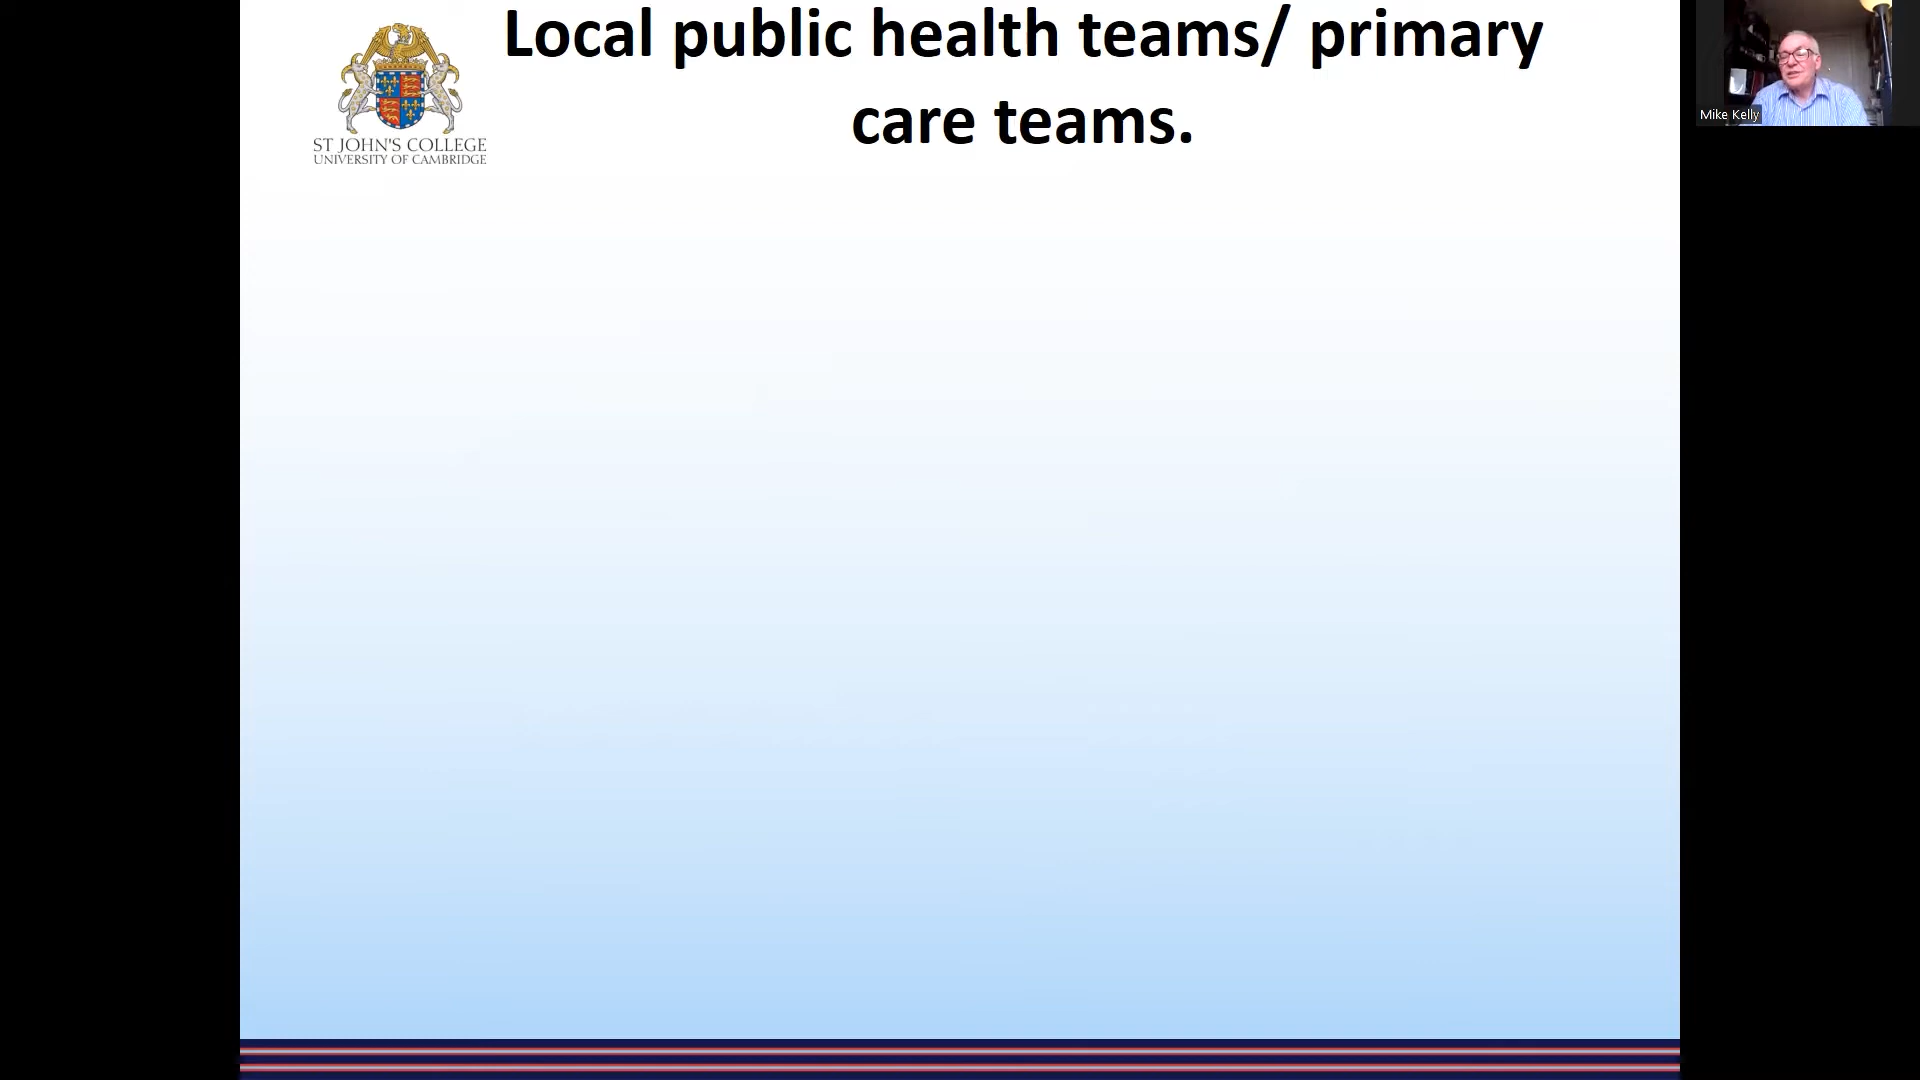 Local public health teams/ primary
care teams.
ST JOHN'S COLLEGE
UNIVERSITY OF CAMBRIDGE
Mike Kelly